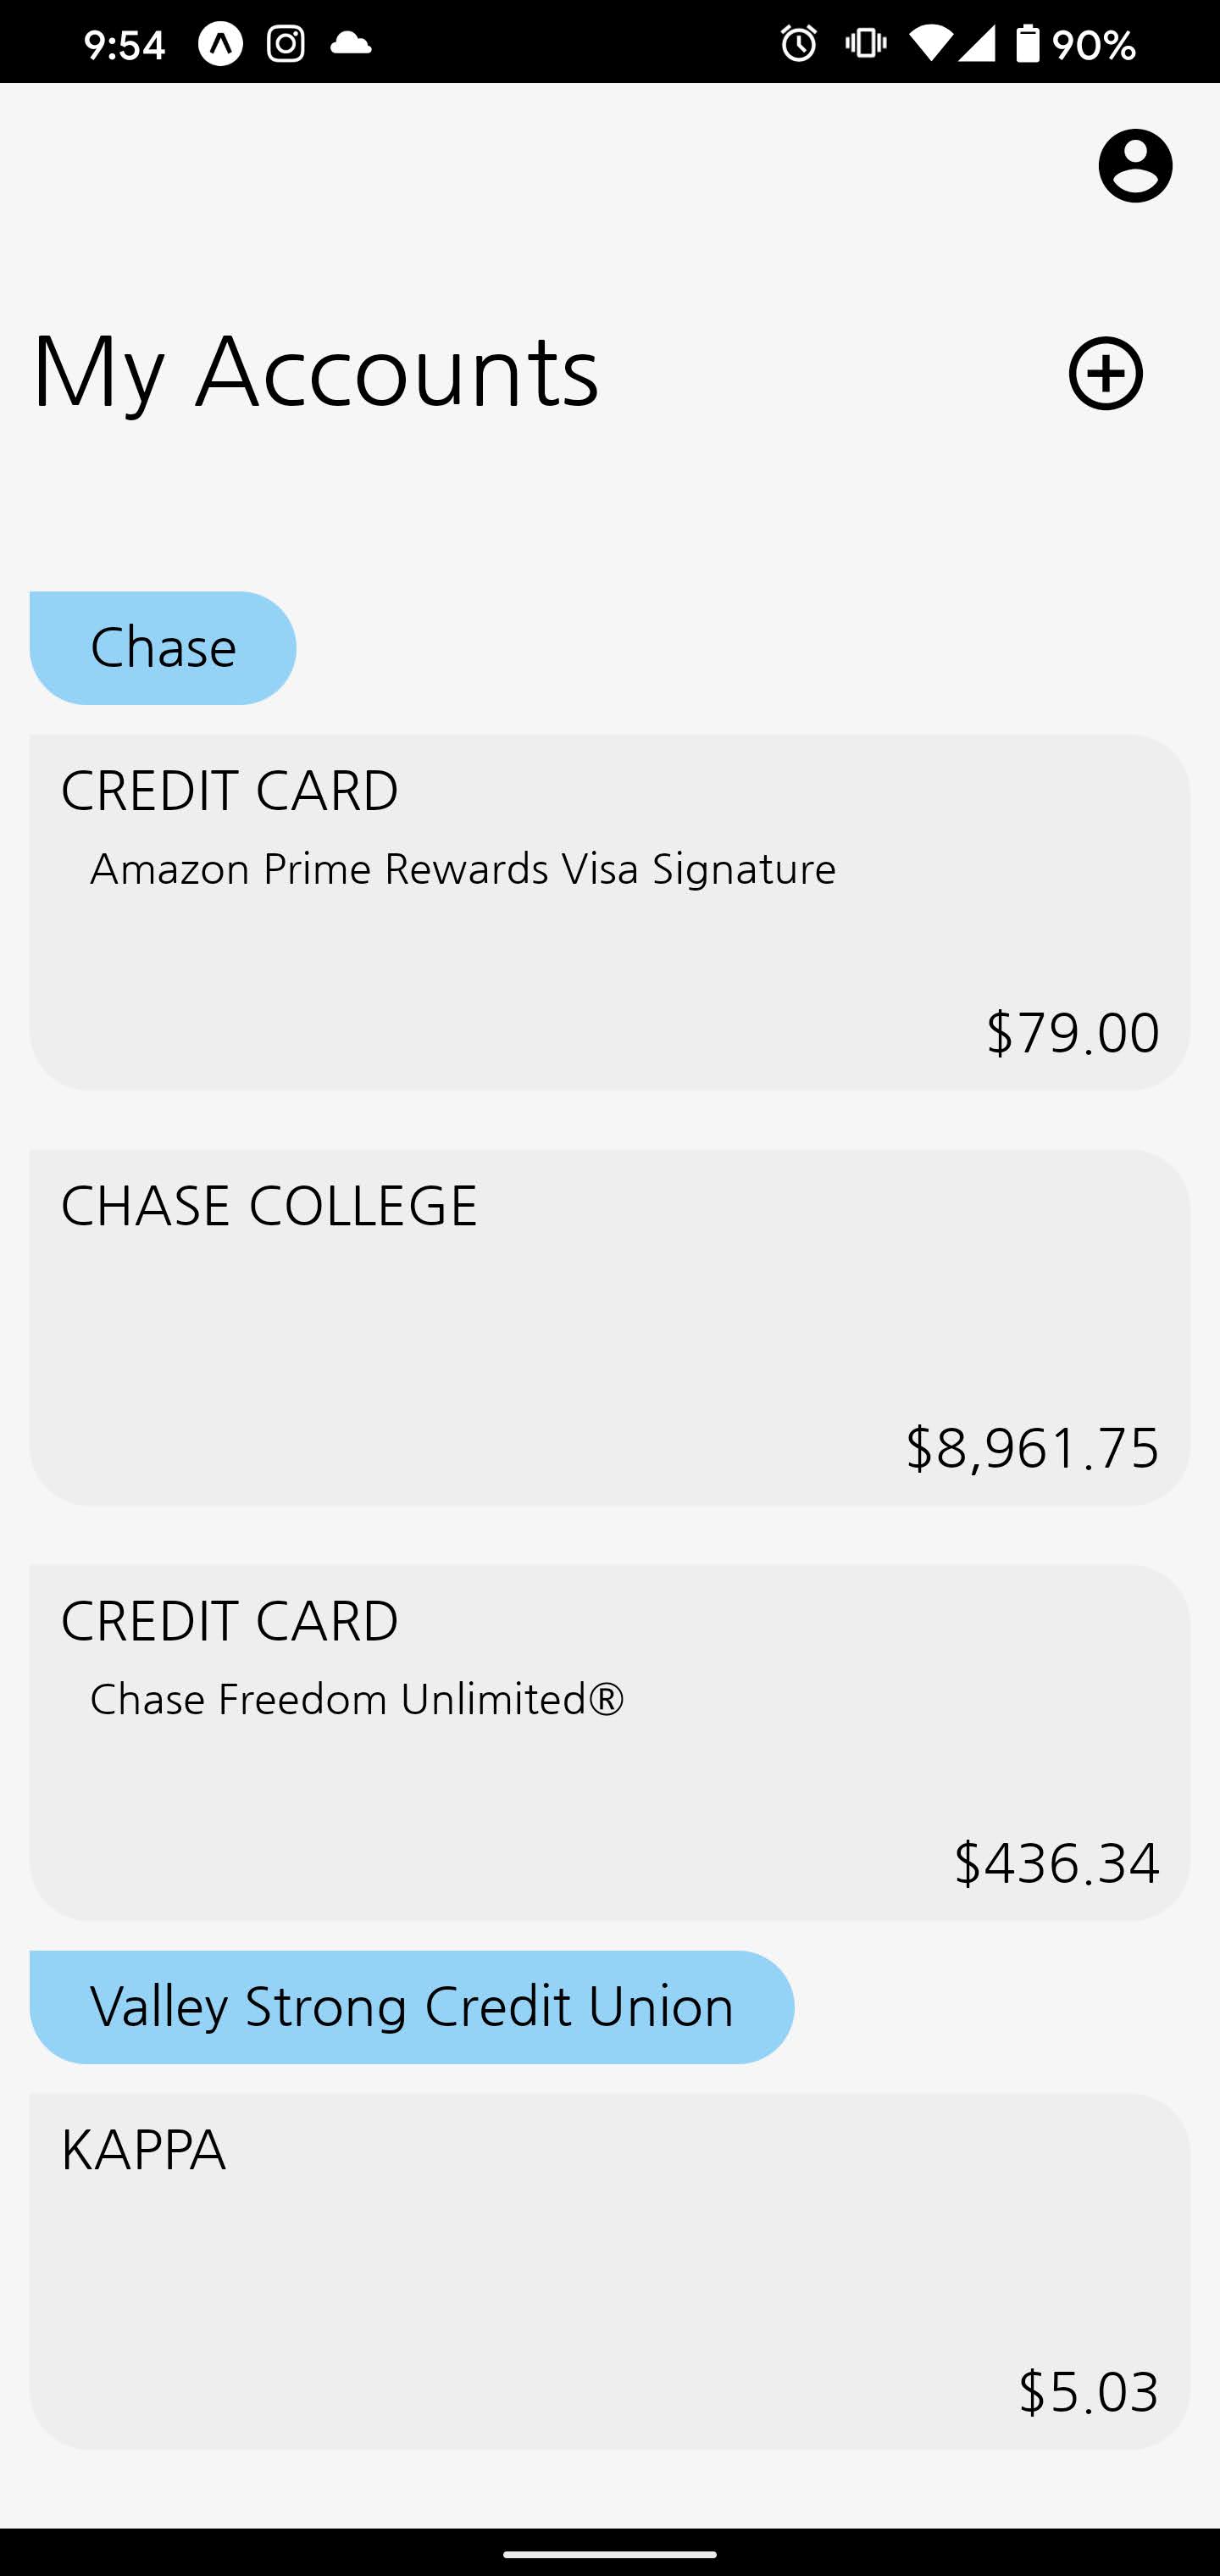 9:54
90%
My Accounts
Chase
CREDIT CARD
Amazon Prime Rewards Visa Signature
$79.00
CHASE COLLEGE
$8,961.75
CREDIT CARD
Chase Freedom Unlimited®
$436.34
Valley Strong Credit Union
KAPPA
$5.03